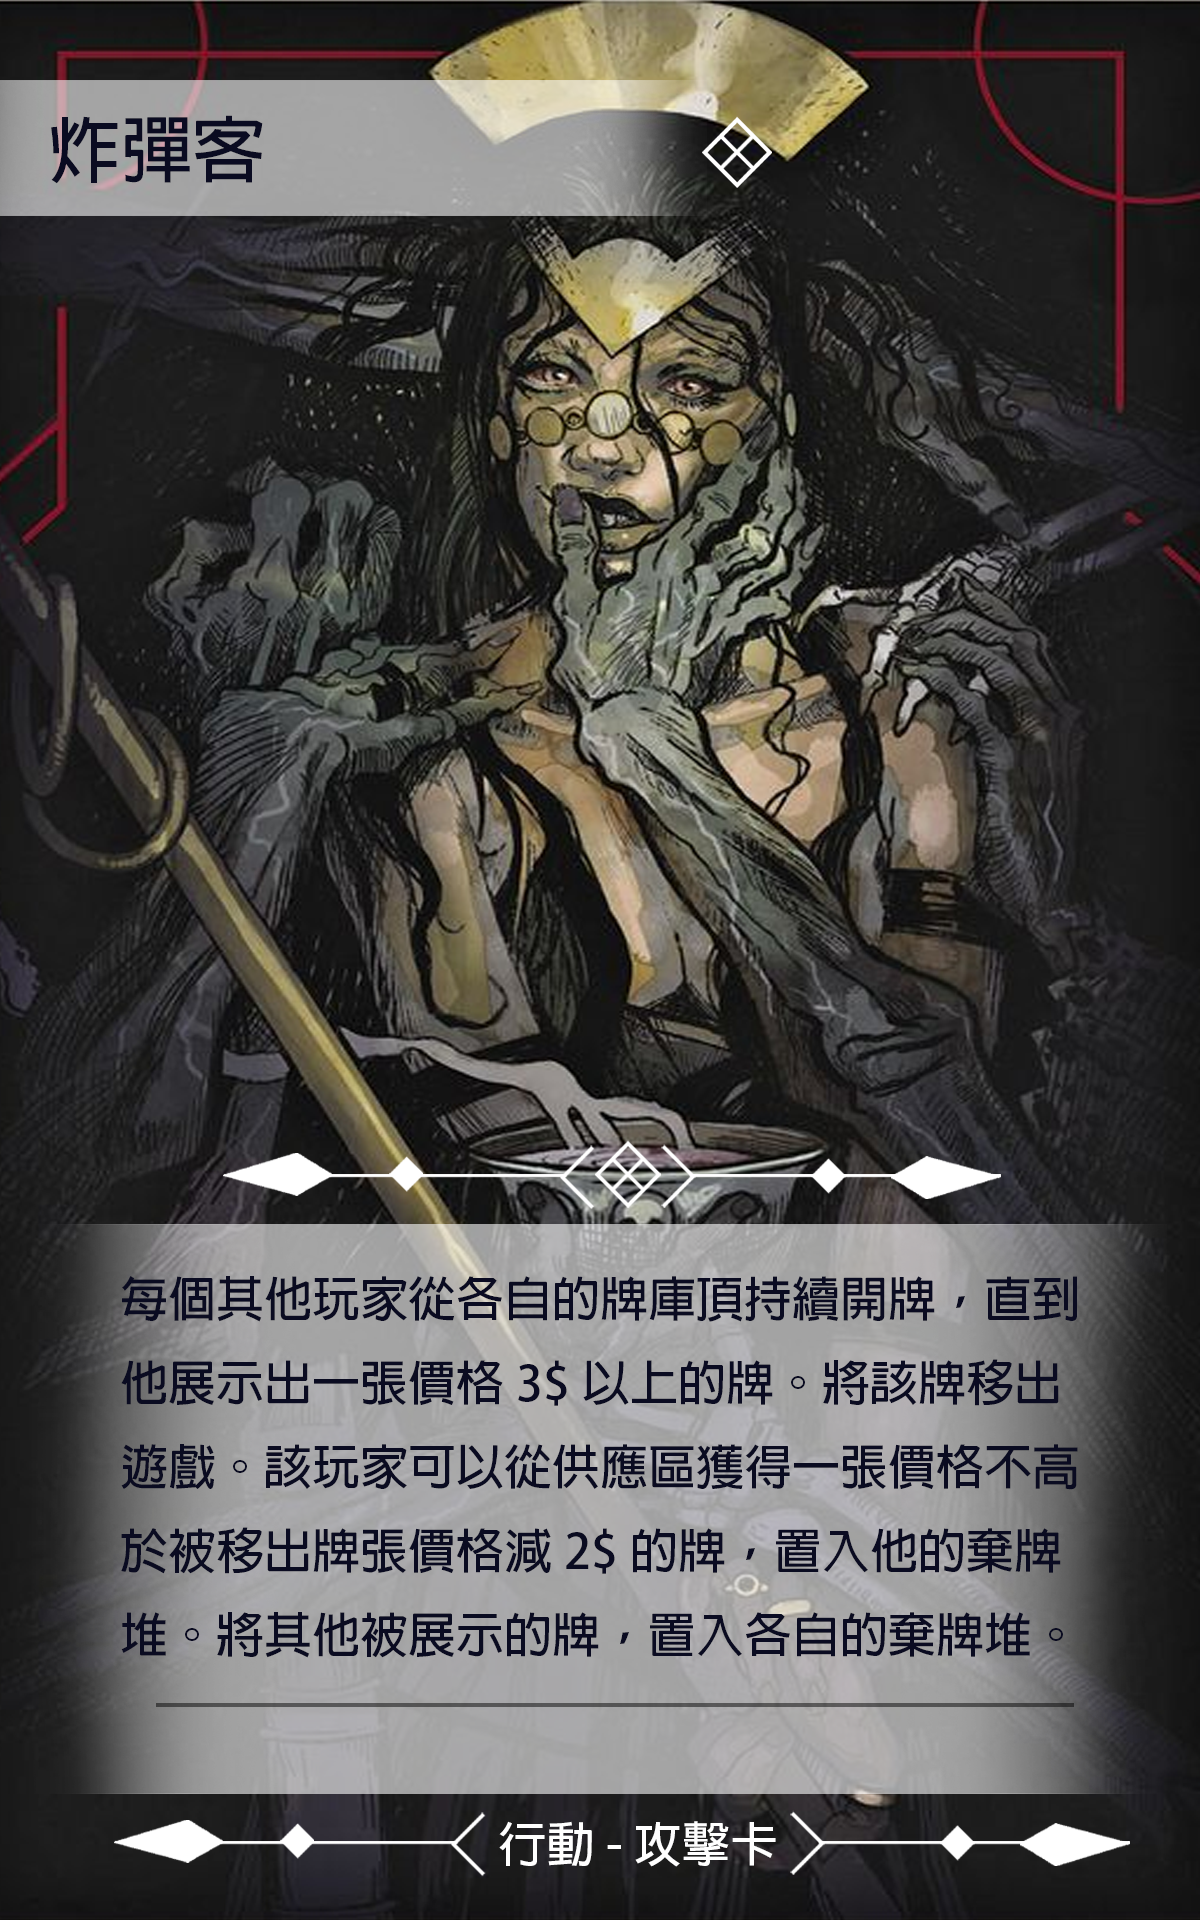 炸彈客
每個其他玩家從各自的牌庫頂持續開牌，直到
他展示出一張價格 3$ 以上的牌。將該牌移出
遊戲。該玩家可以從供應區獲得一張價格不高
於被移出牌張價格減 2$ 的牌，置入他的棄牌
堆。將其他被展示的牌，置入各自的棄牌堆。
行動 - 攻擊卡